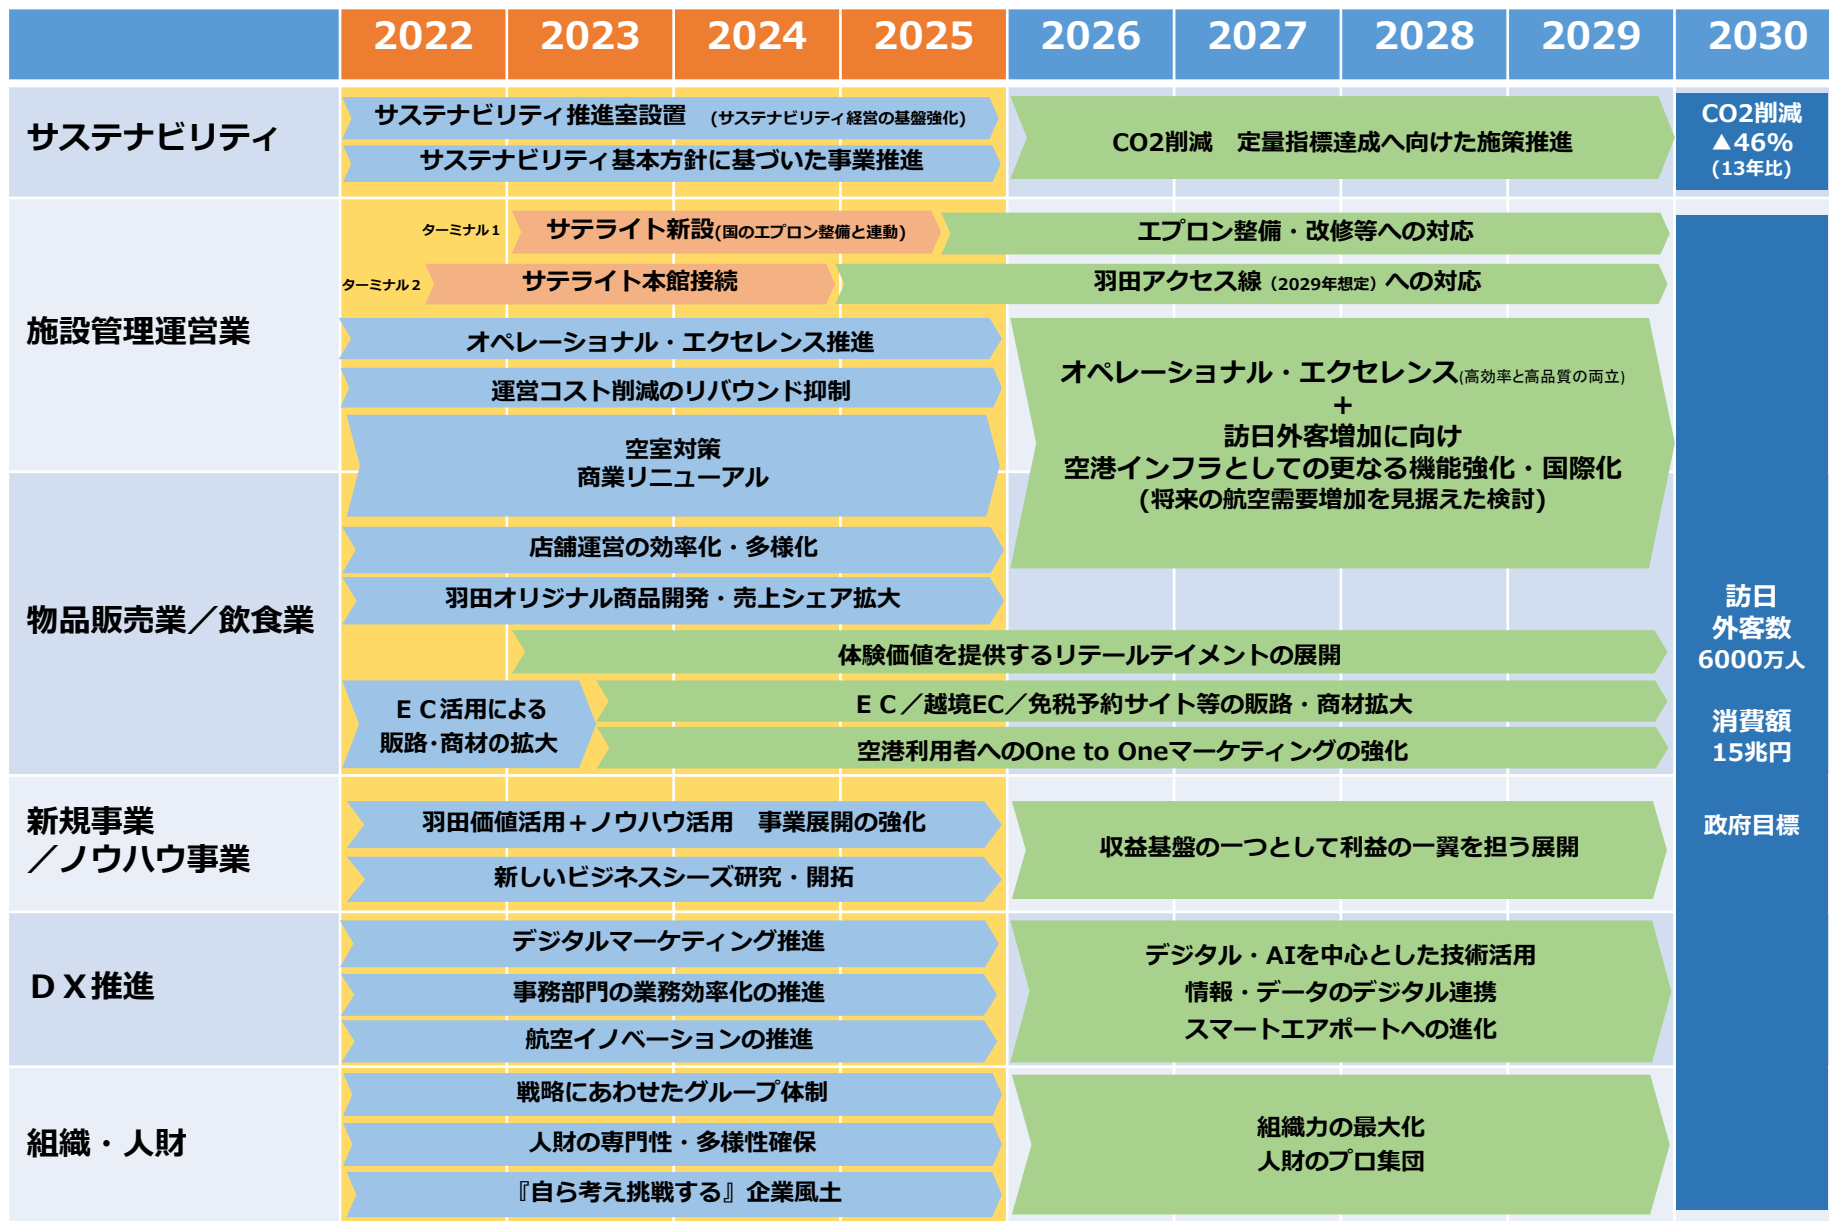 2022 2023 2024 2025 2026 2027 2028 2029 2030
サステナビリティ
サステナビリティ推進室設置 (サステナビリティ経営の基盤強化)
サステナビリティ基本方針に基づいた事業推進
CO2削減 定量指標達成へ向けた施策推進
CO2削減
▲46%
(13年比)
施設管理運営業
ターミナル1
サテライト新設(国のエプロン整備と連動)
エプロン整備・改修等への対応
ターミナル2
サテライト本館接続
羽田アクセス線(2029年想定)への対応
オペレーショナル・エクセレンス推進
運営コスト削減のリバウンド抑制
空室対策
商業リニューアル
オペレーショナル・エクセレンス(高効率と高品質の両立)
+
訪日外客増加に向け
空港インフラとしての更なる機能強化・国際化
(将来の航空需要増加を見据えた検討)
物品販売業/飲食業
店舗運営の効率化・多様化
羽田オリジナル商品開発・売上シェア拡大
体験価値を提供するリテールテイメントの展開
EC活用による
販路・商材の拡大
EC/越境EC/免税予約サイト等の販路・商材拡大
空港利用者へのOne to Oneマーケティングの強化
訪日
外客数
6000万人
消費額
15兆円
政府目標
新規事業
/ノウハウ事業
羽田価値活用+ノウハウ活用 事業展開の強化
新しいビジネスシーズ研究・開拓
収益基盤の一つとして利益の一翼を担う展開
DX推進
デジタルマーケティング推進
事務部門の業務効率化の推進
航空イノベーションの推進
デジタル・AIを中心とした技術活用
情報・データのデジタル連携
スマートエアポートへの進化
組織・人財
戦略にあわせたグループ体制
人財の専門性・多様性確保
『自ら考え挑戦する』企業風土
組織力の最大化
人財のプロ集団